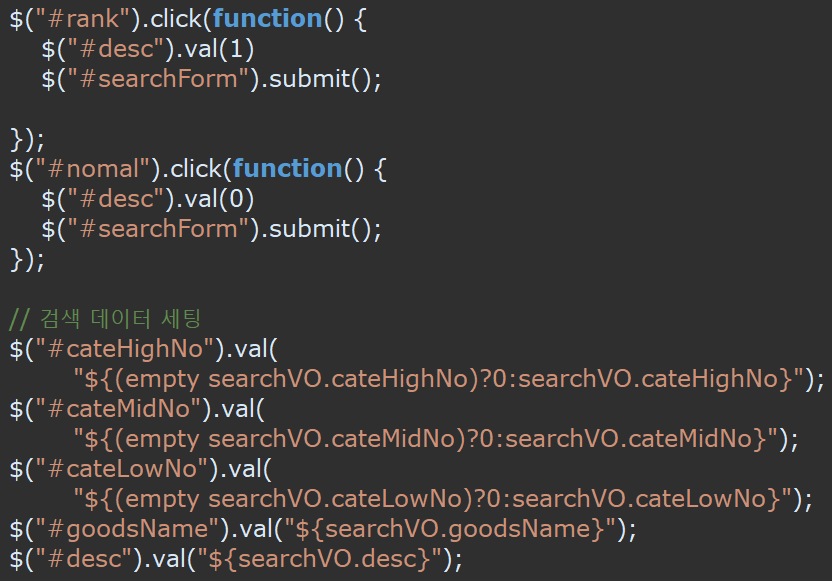 $("#rank").click(function() {
    $("#desc").val(1)
    $("#searchForm").submit();
});
$("#nomal").click(function() {
    $("#desc").val(0)
    $("#searchForm").submit();
});
// 검색 데이터 세팅
$("#cateHighNo").val(
        "${(empty searchVO.cateHighNo)?0:searchVO.cateHighNo}");
$("#cateMidNo").val(
        "${(empty searchVO.cateMidNo)?0:searchVO.cateMidNo}");
$("#cateLowNo").val(
        "${(empty searchVO.cateLowNo)?0:searchVO.cateLowNo}");
$("#goodsName").val("${searchVO.goodsName}");
$("#desc").val("${searchVO.desc}");